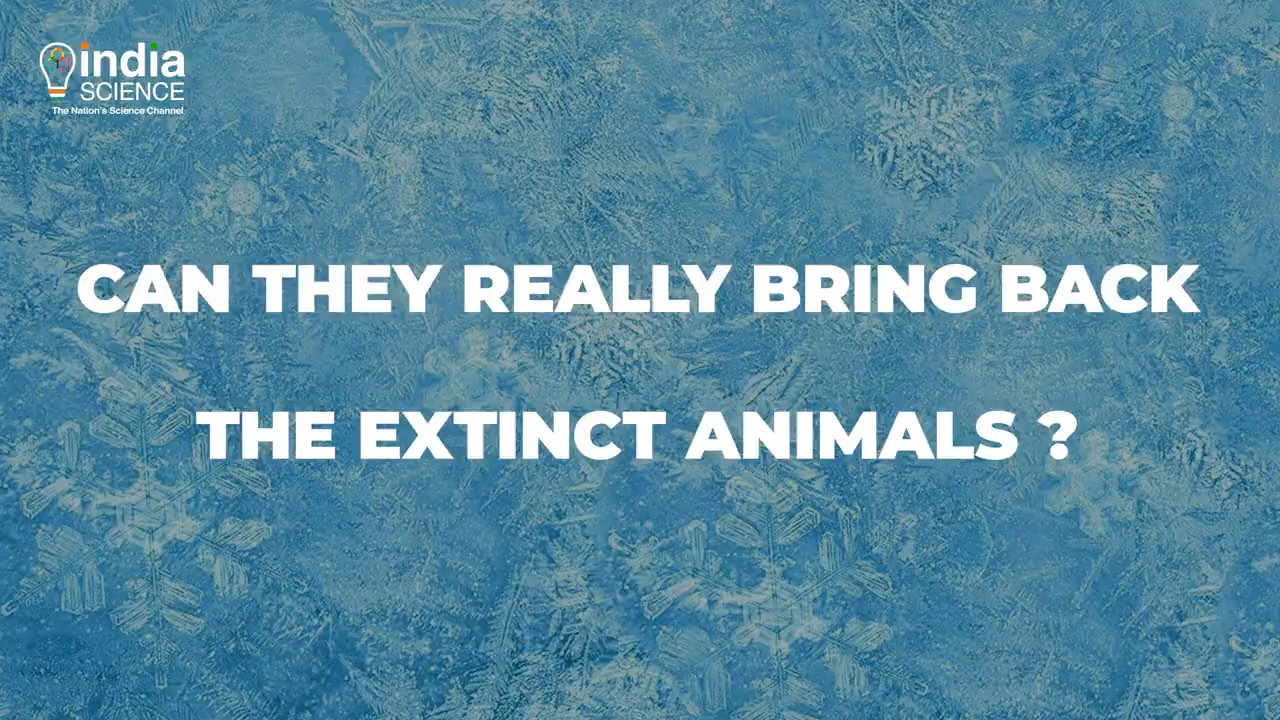 india
SCIENCE
The Nation's Science Channel
CAN THEY REALLY BRING BACK
THE EXTINCT ANIMALS ?